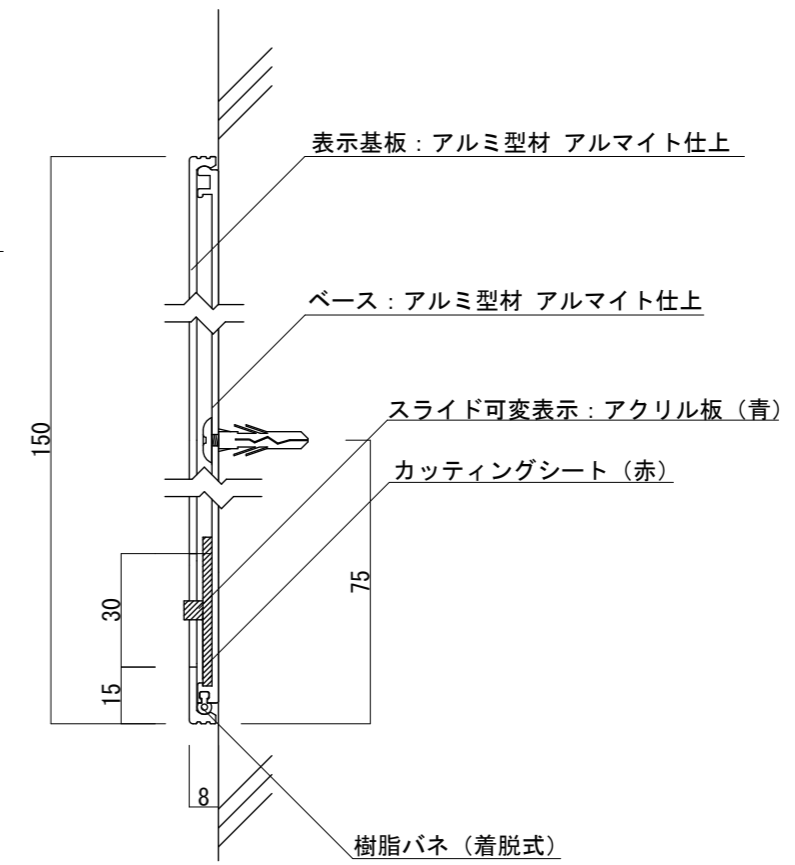 表示基板：アルミ型材 アルマイト仕上
ベース：アルミ型材 アルマイト仕上
スライド可変表示：アクリル板（青）
カッティングシート（赤）
150
75
30
15
8
樹脂バネ（着脱式）